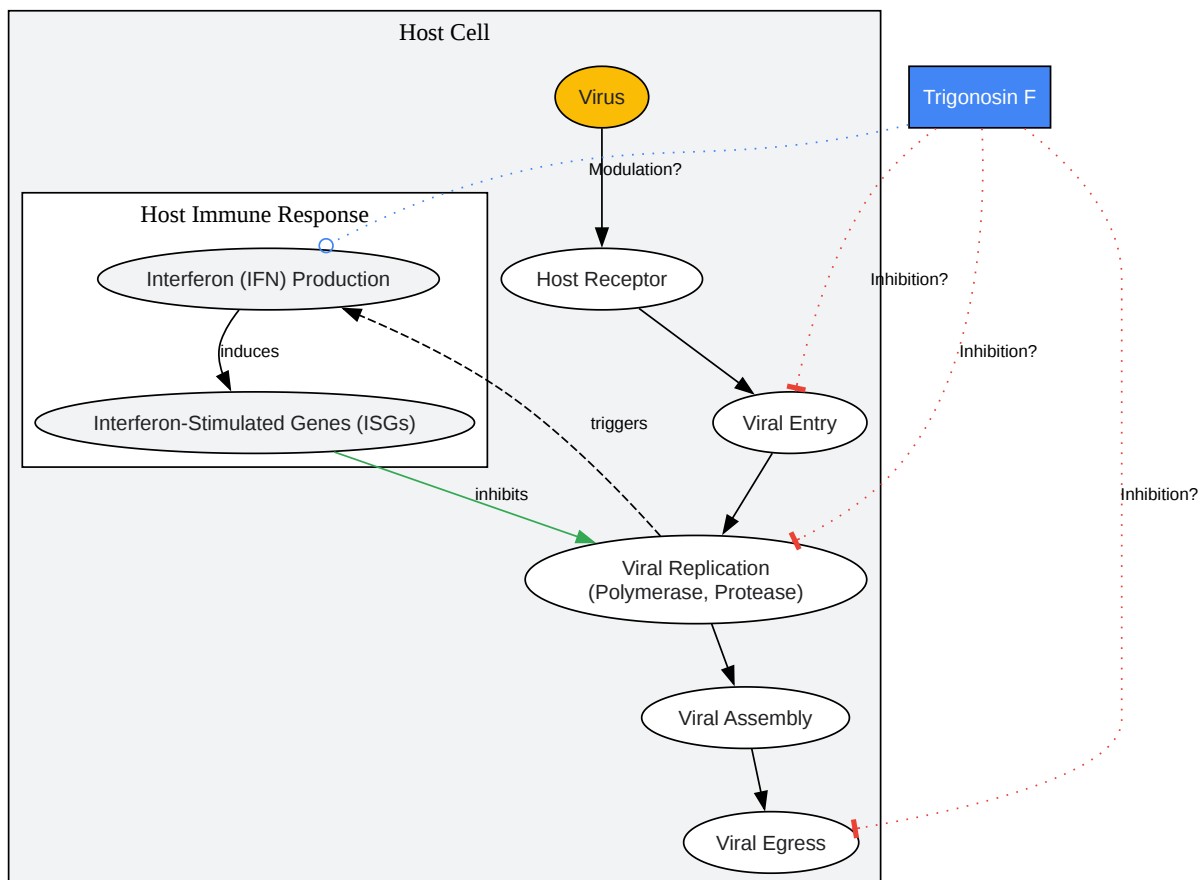 Host Cell
Virus
Trigonosin F
Modulation?
Host Immune Response
Interferon (IFN) Production
Host Receptor
Inhibition?
induces
Inhibition?
Interferon-Stimulated Genes (ISGs)
triggers
Viral Entry
inhibits
Inhibition?
Viral Replication
(Polymerase, Protease)
Viral Assembly
Viral Egress